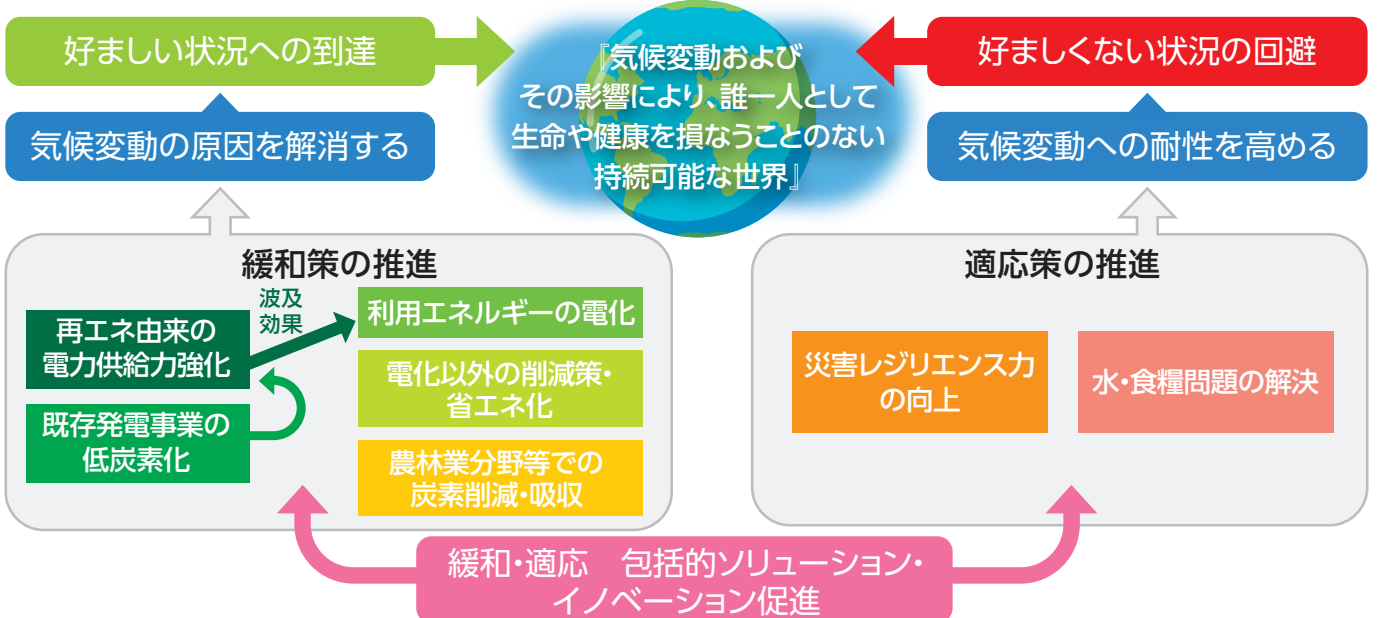 好ましい状況への到達
『気候変動および
その影響により、誰一人として
生命や健康を損なうことのない
持続可能な世界』
好ましくない状況の回避
気候変動の原因を解消する
気候変動への耐性を高める
緩和策の推進
再エネ由来の
電力供給力強化
波及
効果
利用エネルギーの電化
電化以外の削減策・
省エネ化
既存発電事業の
低炭素化
農林業分野等での
炭素削減・吸収
適応策の推進
災害レジリエンス力
の向上
水・食糧問題の解決
緩和・適応　包括的ソリューション・
イノベーション促進